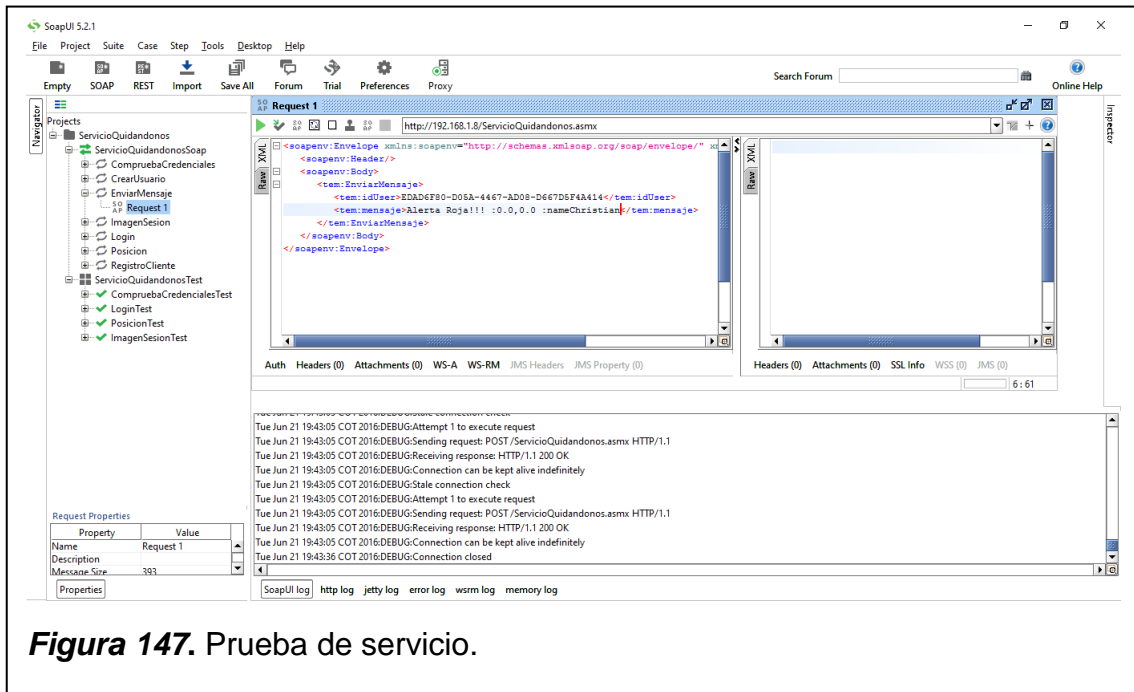 SoapUI 5.2.1
File Project Suite Case Step Tools Desktop Help
Empty SOAP REST Import Save All Forum Trial Preferences Proxy
Search Forum
Online Help
Navigator
Projects
ServicioQuidandonos
ServicioQuidandonosSoap
CompruebaCredenciales
CrearUsuario
EnviarMensaje
Request 1
ImagenSesion
Login
Posicion
RegistroCliente
ServicioQuidandonosTest
CompruebaCredencialesTest
LoginTest
PosicionTest
ImagenSesionTest
Request Properties
Property Value
Name Request 1
Description
Message Size 393
Properties
Request 1
http://192.168.1.8/ServicioQuidandonos.asmx
XML
Raw
<soapenv:Envelope xmlns:soapenv="http://schemas.xmlsoap.org/soap/envelope/"
<soapenv:Header/>
<soapenv:Body>
<tem:EnviarMensaje>
<tem:idUser>EDAD6F80-D05A-4467-AD08-D667D5F4A414</tem:idUser>
<tem:mensaje>Alerta Roja!!! :0.0,0.0 :nameChristian</tem:mensaje>
</tem:EnviarMensaje>
</soapenv:Body>
</soapenv:Envelope>
Auth Headers (0) Attachments (0) WS-A WS-RM JMS Headers JMS Property (0)
XML
Raw
Headers (0) Attachments (0) SSL Info WSS (0) JMS (0)
6 : 61
Inspector
Tue Jun 21 19:43:05 COT 2016:DEBUG:Stale connection check
Tue Jun 21 19:43:05 COT 2016:DEBUG:Attempt 1 to execute request
Tue Jun 21 19:43:05 COT 2016:DEBUG:Sending request: POST /ServicioQuidandonos.asmx HTTP/1.1
Tue Jun 21 19:43:05 COT 2016:DEBUG:Receiving response: HTTP/1.1 200 OK
Tue Jun 21 19:43:05 COT 2016:DEBUG:Connection can be kept alive indefinitely
Tue Jun 21 19:43:05 COT 2016:DEBUG:Stale connection check
Tue Jun 21 19:43:05 COT 2016:DEBUG:Attempt 1 to execute request
Tue Jun 21 19:43:05 COT 2016:DEBUG:Sending request: POST /ServicioQuidandonos.asmx HTTP/1.1
Tue Jun 21 19:43:05 COT 2016:DEBUG:Receiving response: HTTP/1.1 200 OK
Tue Jun 21 19:43:05 COT 2016:DEBUG:Connection can be kept alive indefinitely
Tue Jun 21 19:43:36 COT 2016:DEBUG:Connection closed
SoapUI log http log jetty log error log wsrm log memory log
Figura 147. Prueba de servicio.